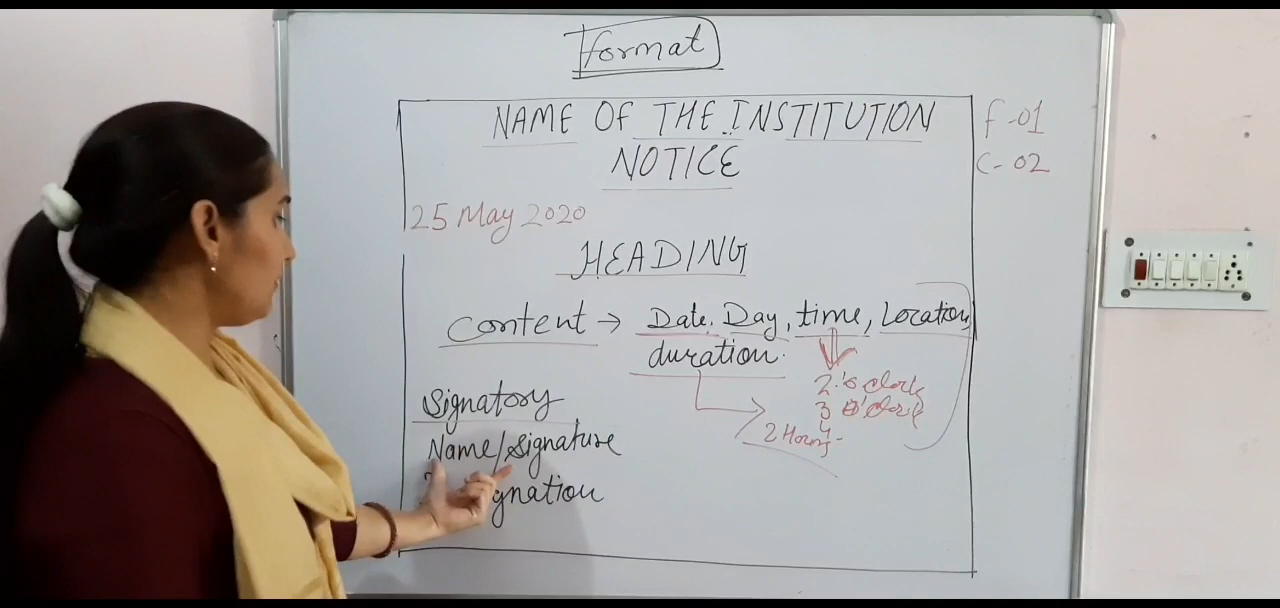 Format
NAME OF THE INSTITUTION
NOTICE
F-01
C-02
25 May 2020
HEADING
Content → Date, Day, time, Location,
duration.
2'o clock
3 o'clock
4
2 Hours
Signatory
Name/Signature
gnation